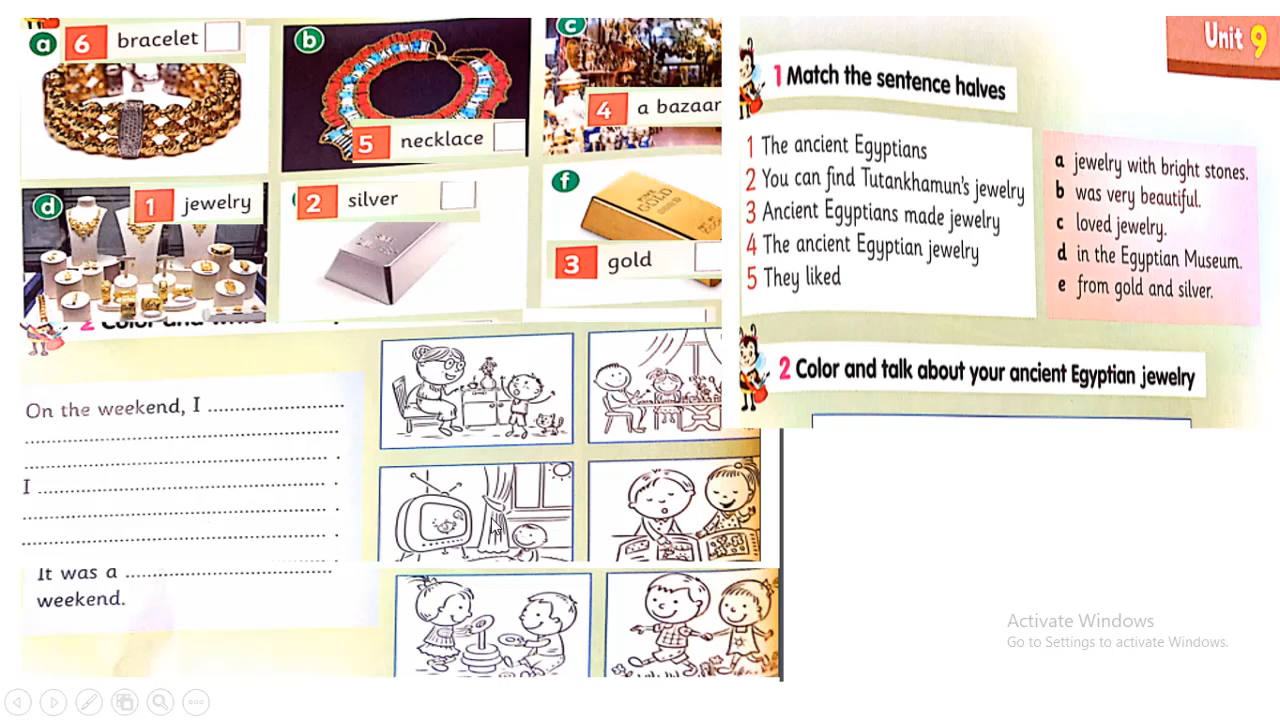 a 6 bracelet
b
5 necklace
c
4 a bazaar
d 1 jewelry
2 silver
f
FINE
GOLD
3 gold
On the weekend, I
.
I .
.
.
It was a
weekend.
Unit 9
1 Match the sentence halves
1 The ancient Egyptians
2 You can find Tutankhamun's jewelry
3 Ancient Egyptians made jewelry
4 The ancient Egyptian jewelry
5 They liked
a jewelry with bright stones.
b was very beautiful.
c loved jewelry.
d in the Egyptian Museum.
e from gold and silver.
2 Color and talk about your ancient Egyptian jewelry
Activate Windows
Go to Settings to activate Windows.